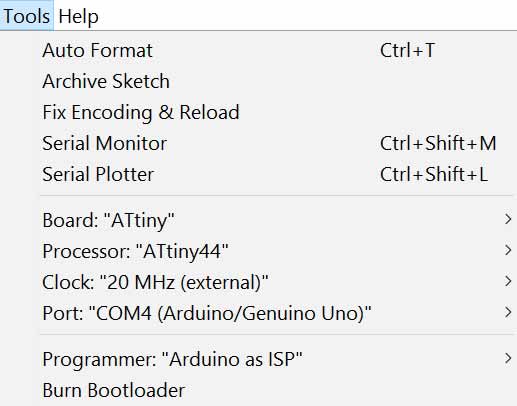 Tools Help
Auto Format Ctrl+T
Archive Sketch
Fix Encoding & Reload
Serial Monitor Ctrl+Shift+M
Serial Plotter Ctrl+Shift+L
Board: "ATtiny"
Processor: "ATtiny44"
Clock: "20 MHz (external)"
Port: "COM4 (Arduino/Genuino Uno)"
Programmer: "Arduino as ISP"
Burn Bootloader